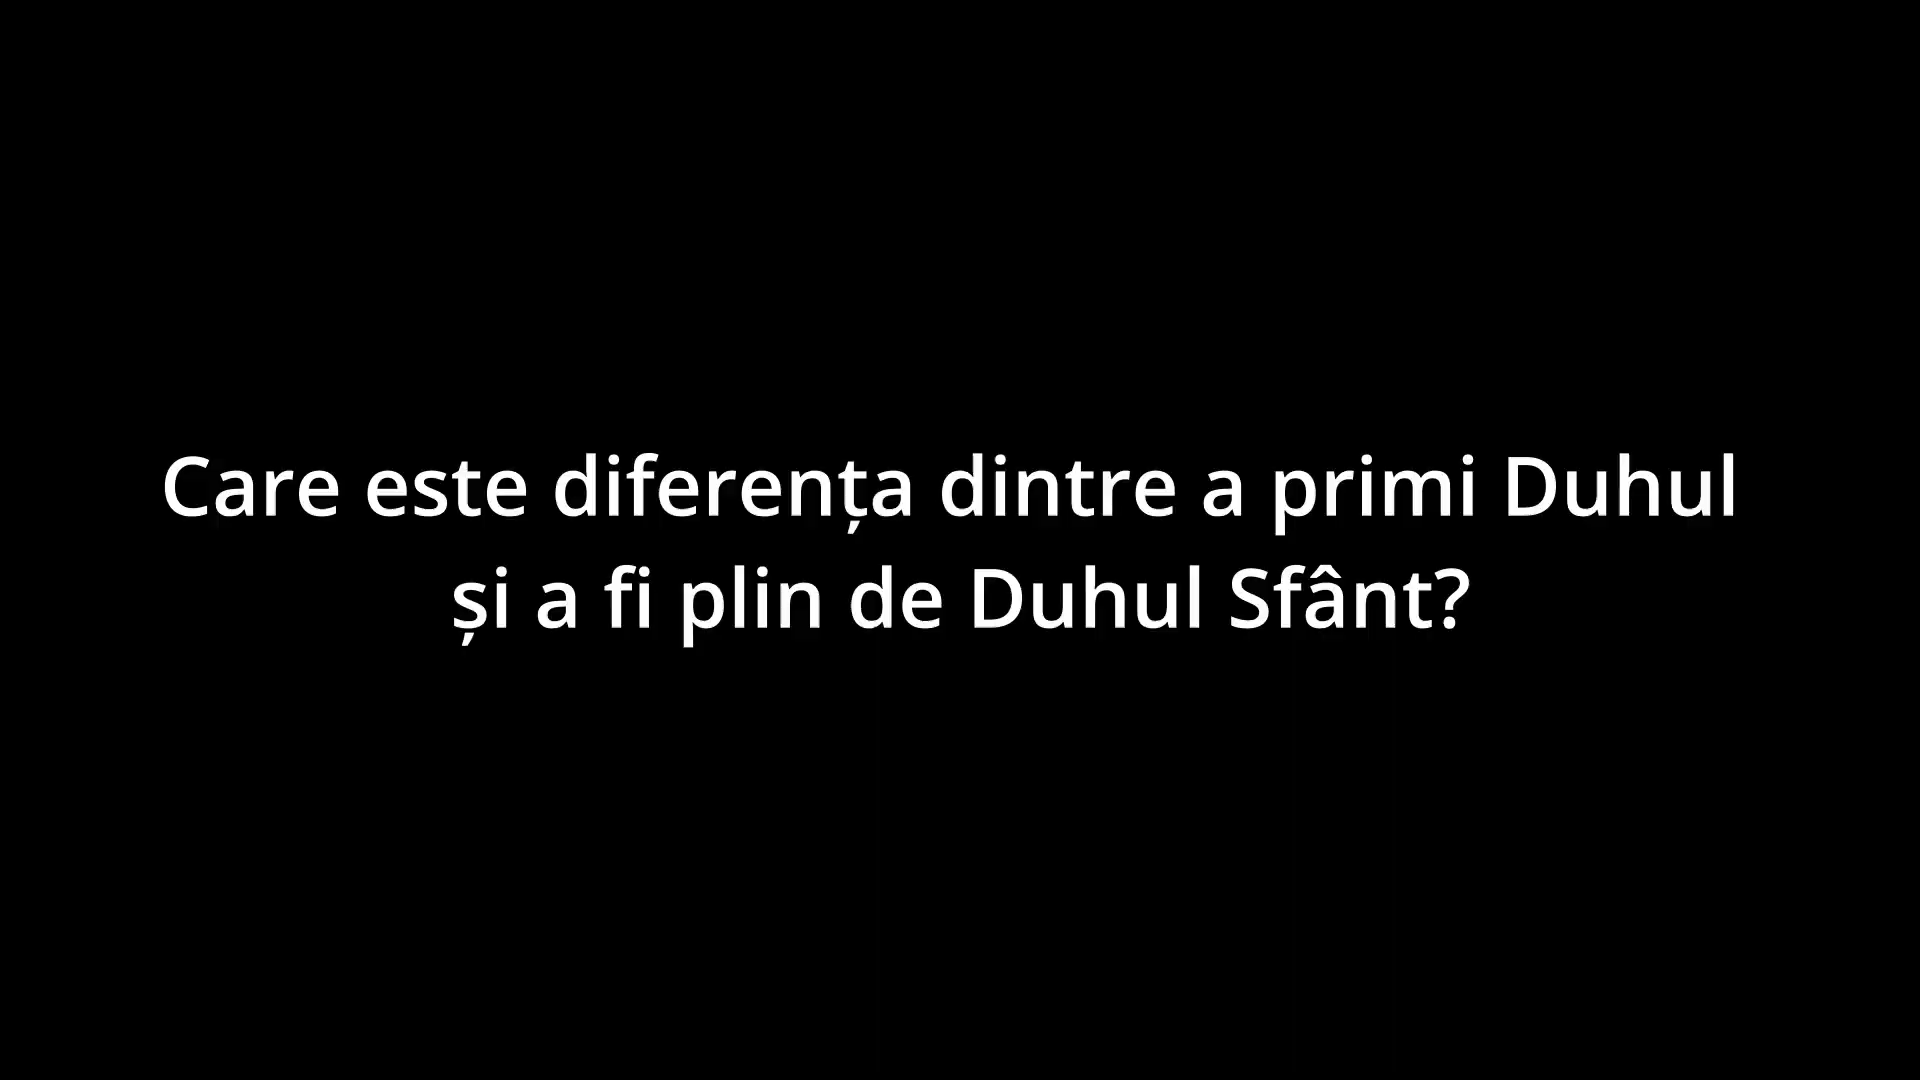 Care este diferența dintre a primi Duhul
și a fi plin de Duhul Sfânt?